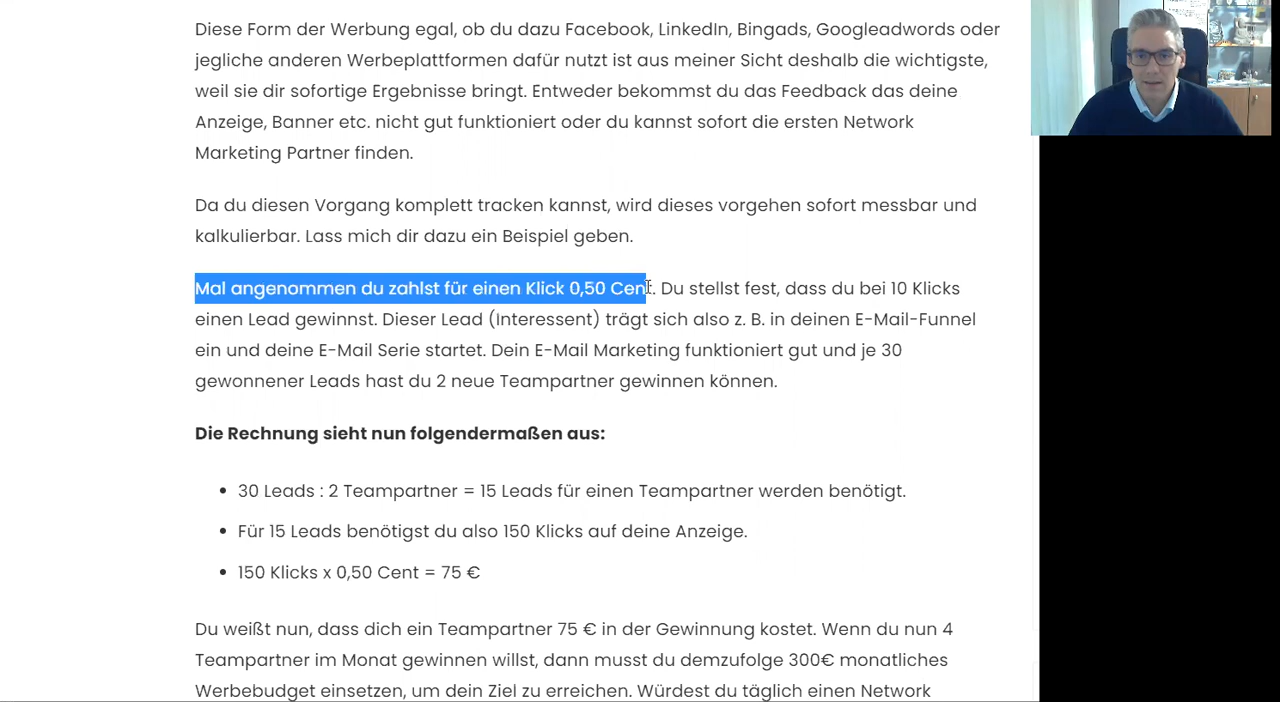 Diese Form der Werbung egal, ob du dazu Facebook, LinkedIn, Bingads, Googleadwords oder
jegliche anderen Werbeplattformen dafür nutzt ist aus meiner Sicht deshalb die wichtigste,
weil sie dir sofortige Ergebnisse bringt. Entweder bekommst du das Feedback das deine
Anzeige, Banner etc. nicht gut funktioniert oder du kannst sofort die ersten Network
Marketing Partner finden.
Da du diesen Vorgang komplett tracken kannst, wird dieses vorgehen sofort messbar und
kalkulierbar. Lass mich dir dazu ein Beispiel geben.
Mal angenommen du zahlst für einen Klick 0,50 Cent. Du stellst fest, dass du bei 10 Klicks
einen Lead gewinnst. Dieser Lead (Interessent) trägt sich also z. B. in deinen E-Mail-Funnel
ein und deine E-Mail Serie startet. Dein E-Mail Marketing funktioniert gut und je 30
gewonnener Leads hast du 2 neue Teampartner gewinnen können.
Die Rechnung sieht nun folgendermaßen aus:
• 30 Leads : 2 Teampartner = 15 Leads für einen Teampartner werden benötigt.
• Für 15 Leads benötigst du also 150 Klicks auf deine Anzeige.
• 150 Klicks x 0,50 Cent = 75 €
Du weißt nun, dass dich ein Teampartner 75 € in der Gewinnung kostet. Wenn du nun 4
Teampartner im Monat gewinnen willst, dann musst du demzufolge 300€ monatliches
Werbebudget einsetzen, um dein Ziel zu erreichen. Würdest du täglich einen Network